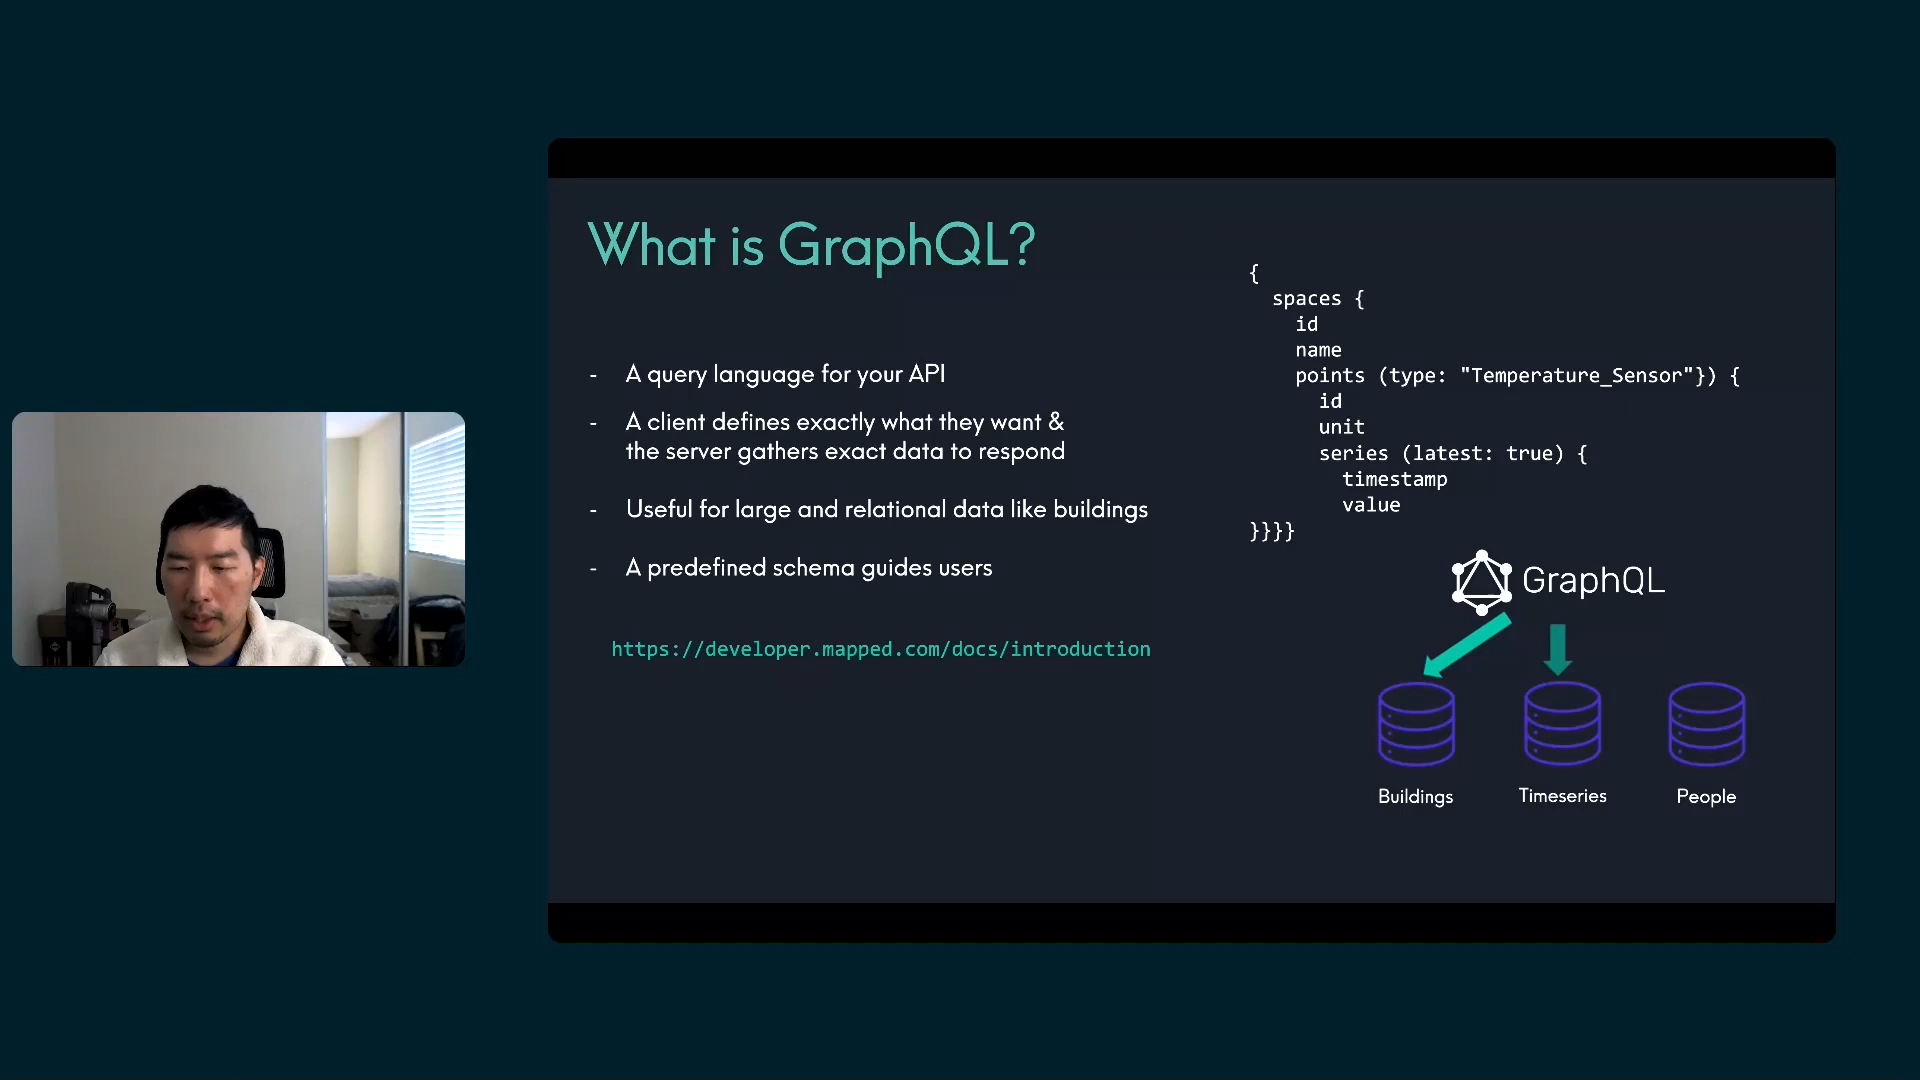 What is GraphQL?
- A query language for your API
- A client defines exactly what they want &
the server gathers exact data to respond
- Useful for large and relational data like buildings
- A predefined schema guides users
https://developer.mapped.com/docs/introduction
{
spaces {
id
name
points (type: "Temperature_Sensor"}) {
id
unit
series (latest: true) {
timestamp
value
}}}}
GraphQL
Buildings
Timeseries
People